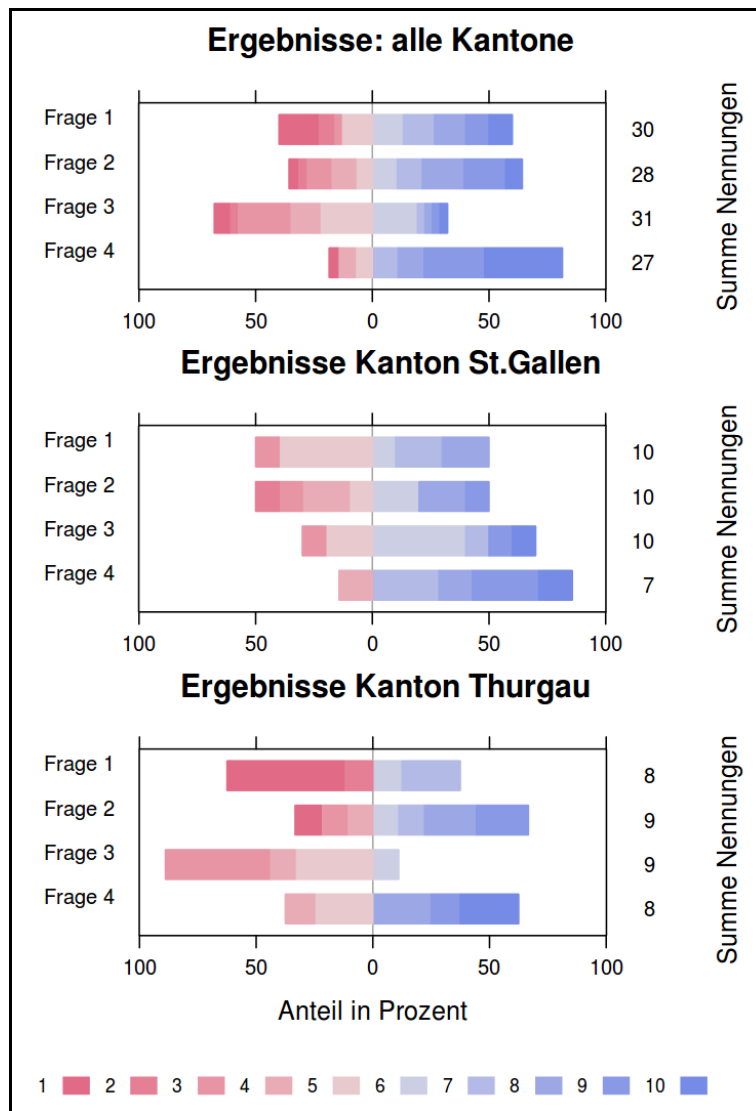 Ergebnisse: alle Kantone
Frage 1
30
Frage 2
28
Frage 3
31
Frage 4
27
Summe Nennungen
100 50 0 50 100
Ergebnisse Kanton St.Gallen
Frage 1
10
Frage 2
10
Frage 3
10
Frage 4
7
Summe Nennungen
100 50 0 50 100
Ergebnisse Kanton Thurgau
Frage 1
8
Frage 2
9
Frage 3
9
Frage 4
8
Summe Nennungen
100 50 0 50 100
Anteil in Prozent
1 2 3 4 5 6 7 8 9 10